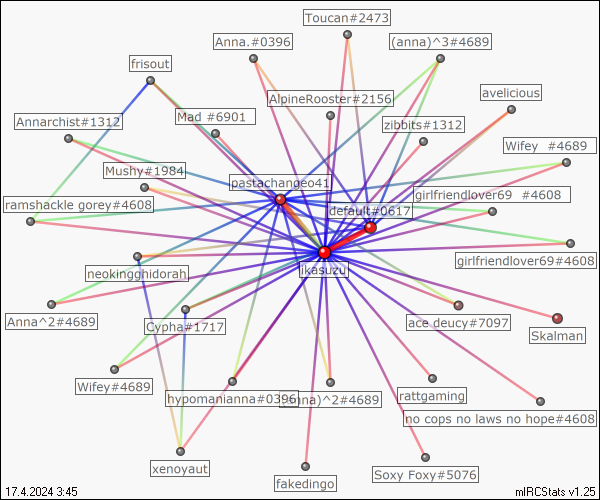 Toucan#2473
Anna.#0396
(anna)^3#4689
frisout
avelicious
AlpineRooster#2156
Mad #6901
Annarchist#1312
zibbits#1312
Wifey #4689
Mushy#1984
pastachangeo41
girlfriendlover69 #4608
ramshackle gorey#4608
default#0617
girlfriendlover69#4608
neokingghidorah
ikasuzu
Anna^2#4689
Cypha#1717
ace deucy#7097
Skalman
Wifey#4689
hypomanianna#0396
nna)^2#4689
rattgaming
no cops no laws no hope#4608
xenoyaut
fakedingo
Soxy Foxy#5076
17.4.2024 3:45
mIRCStats v1.25